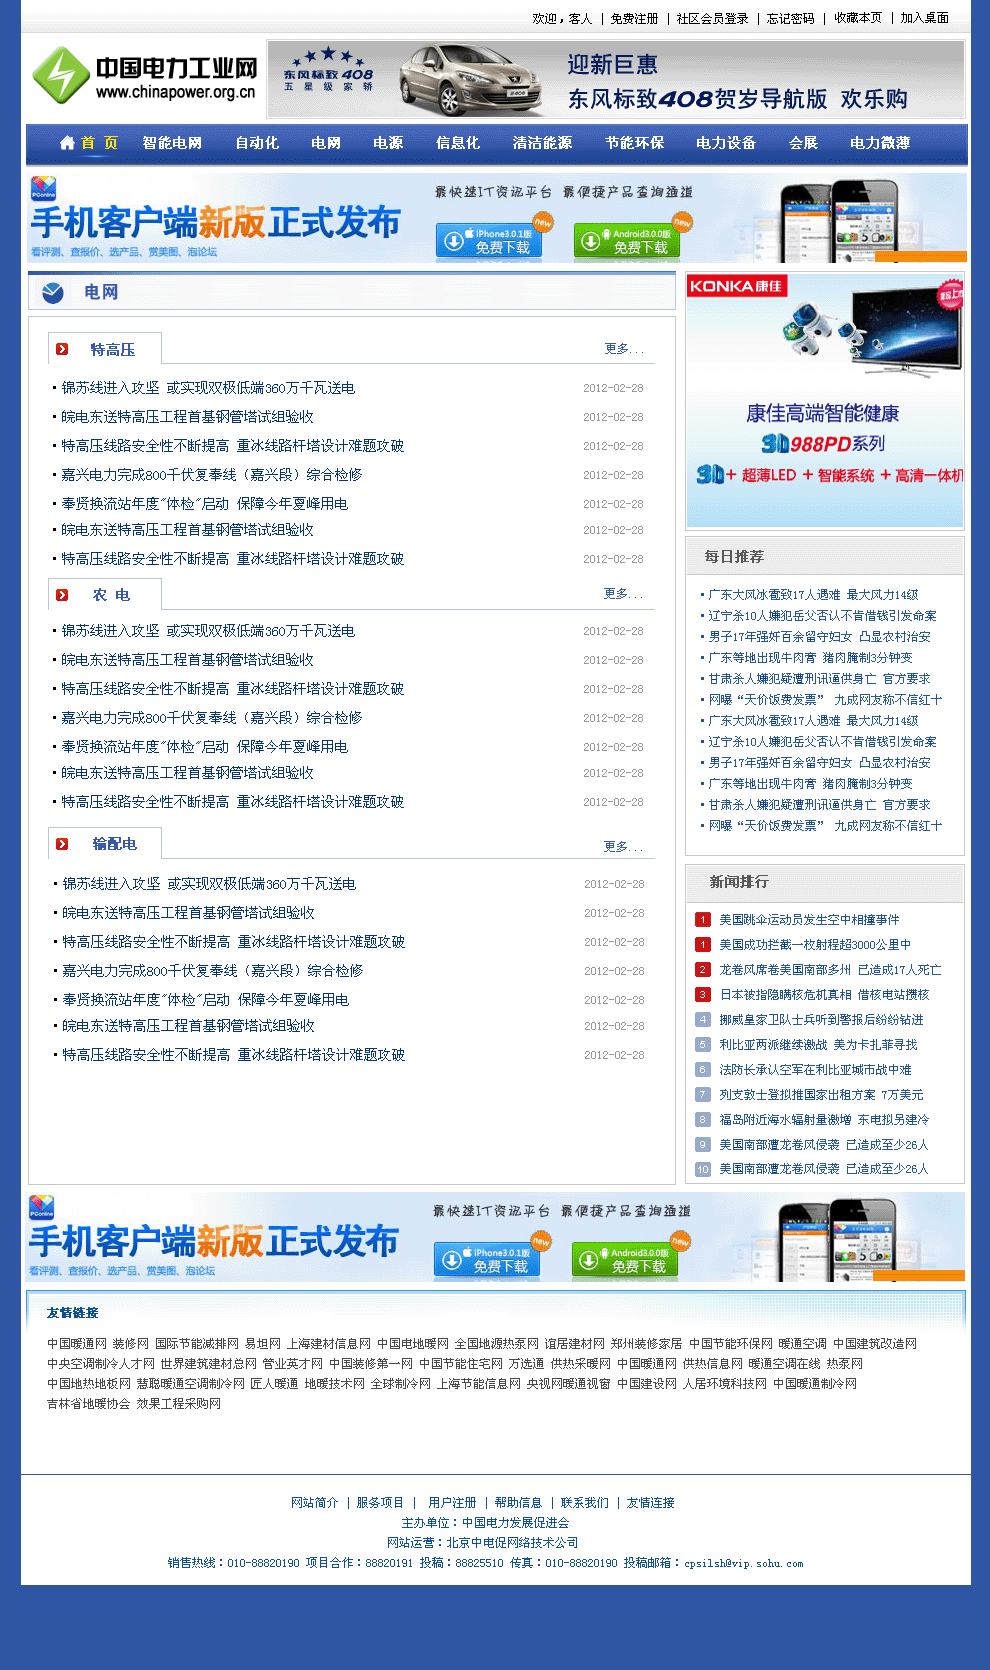 欢迎，客人 | 免费注册 | 社区会员登录 | 忘记密码 | 收藏本页 | 加入桌面
中国电力工业网
www.chinapower.org.cn
东风标致 408
五星级家轿
迎新巨惠
东风标致408贺岁导航版 欢乐购
首 页 智能电网 自动化 电网 电源 信息化 清洁能源 节能环保 电力设备 会展 电力微薄
PConline
手机客户端新版正式发布
看评测、查报价、选产品、赏美图、泡论坛
最快速IT资讯平台 最便捷产品查询通道
iPhone3.0.1版
免费下载
new
Android3.0.0版
免费下载
new
电网
特高压
更多...
锦苏线进入攻坚 或实现双极低端360万千瓦送电 2012-02-28
皖电东送特高压工程首基钢管塔试组验收 2012-02-28
特高压线路安全性不断提高 重冰线路杆塔设计难题攻破 2012-02-28
嘉兴电力完成800千伏复奉线（嘉兴段）综合检修 2012-02-28
奉贤换流站年度"体检"启动 保障今年夏峰用电 2012-02-28
皖电东送特高压工程首基钢管塔试组验收 2012-02-28
特高压线路安全性不断提高 重冰线路杆塔设计难题攻破 2012-02-28
农 电
更多...
锦苏线进入攻坚 或实现双极低端360万千瓦送电 2012-02-28
皖电东送特高压工程首基钢管塔试组验收 2012-02-28
特高压线路安全性不断提高 重冰线路杆塔设计难题攻破 2012-02-28
嘉兴电力完成800千伏复奉线（嘉兴段）综合检修 2012-02-28
奉贤换流站年度"体检"启动 保障今年夏峰用电 2012-02-28
皖电东送特高压工程首基钢管塔试组验收 2012-02-28
特高压线路安全性不断提高 重冰线路杆塔设计难题攻破 2012-02-28
输配电
更多...
锦苏线进入攻坚 或实现双极低端360万千瓦送电 2012-02-28
皖电东送特高压工程首基钢管塔试组验收 2012-02-28
特高压线路安全性不断提高 重冰线路杆塔设计难题攻破 2012-02-28
嘉兴电力完成800千伏复奉线（嘉兴段）综合检修 2012-02-28
奉贤换流站年度"体检"启动 保障今年夏峰用电 2012-02-28
皖电东送特高压工程首基钢管塔试组验收 2012-02-28
特高压线路安全性不断提高 重冰线路杆塔设计难题攻破 2012-02-28
KONKA 康佳
康佳高端智能健康
3D988PD系列
3D+ 超薄LED + 智能系统 + 高清一体机
每日推荐
广东大风冰雹致17人遇难 最大风力14级
辽宁杀10人嫌犯岳父否认不肯借钱引发命案
男子17年强奸百余留守妇女 凸显农村治安
广东等地出现牛肉膏 猪肉腌制3分钟变
甘肃杀人嫌犯疑遭刑讯逼供身亡 官方要求
网曝“天价饭费发票” 九成网友称不信红十
广东大风冰雹致17人遇难 最大风力14级
辽宁杀10人嫌犯岳父否认不肯借钱引发命案
男子17年强奸百余留守妇女 凸显农村治安
广东等地出现牛肉膏 猪肉腌制3分钟变
甘肃杀人嫌犯疑遭刑讯逼供身亡 官方要求
网曝“天价饭费发票” 九成网友称不信红十
新闻排行
1 美国跳伞运动员发生空中相撞事件
1 美国成功拦截一枚射程超3000公里中
2 龙卷风席卷美国南部多州 已造成17人死亡
3 日本被指隐瞒核危机真相 借核电站攒核
4 挪威皇家卫队士兵听到警报后纷纷钻进
5 利比亚两派继续激战 美为卡扎菲寻找
6 法防长承认空军在利比亚城市战中难
7 列支敦士登拟推国家出租方案 7万美元
8 福岛附近海水辐射量激增 东电拟另建冷
9 美国南部遭龙卷风侵袭 已造成至少26人
10 美国南部遭龙卷风侵袭 已造成至少26人
PConline
手机客户端新版正式发布
看评测、查报价、选产品、赏美图、泡论坛
最快速IT资讯平台 最便捷产品查询通道
iPhone3.0.1版
免费下载
new
Android3.0.0版
免费下载
new
友情链接
中国暖通网 装修网 国际节能减排网 易坦网 上海建材信息网 中国电地暖网 全国地源热泵网 谊居建材网 郑州装修家居 中国节能环保网 暖通空调 中国建筑改造网
中央空调制冷人才网 世界建筑建材总网 管业英才网 中国装修第一网 中国节能住宅网 万选通 供热采暖网 中国暖通网 供热信息网 暖通空调在线 热泵网
中国地热地板网 慧聪暖通空调制冷网 匠人暖通 地暖技术网 全球制冷网 上海节能信息网 央视网暖通视窗 中国建设网 人居环境科技网 中国暖通制冷网
吉林省地暖协会 效果工程采购网
网站简介 | 服务项目 | 用户注册 | 帮助信息 | 联系我们 | 友情连接
主办单位：中国电力发展促进会
网站运营：北京中电促网络技术公司
销售热线：010-88820190 项目合作：88820191 投稿：88825510 传真：010-88820190 投稿邮箱：cpsilsh@vip.sohu.com